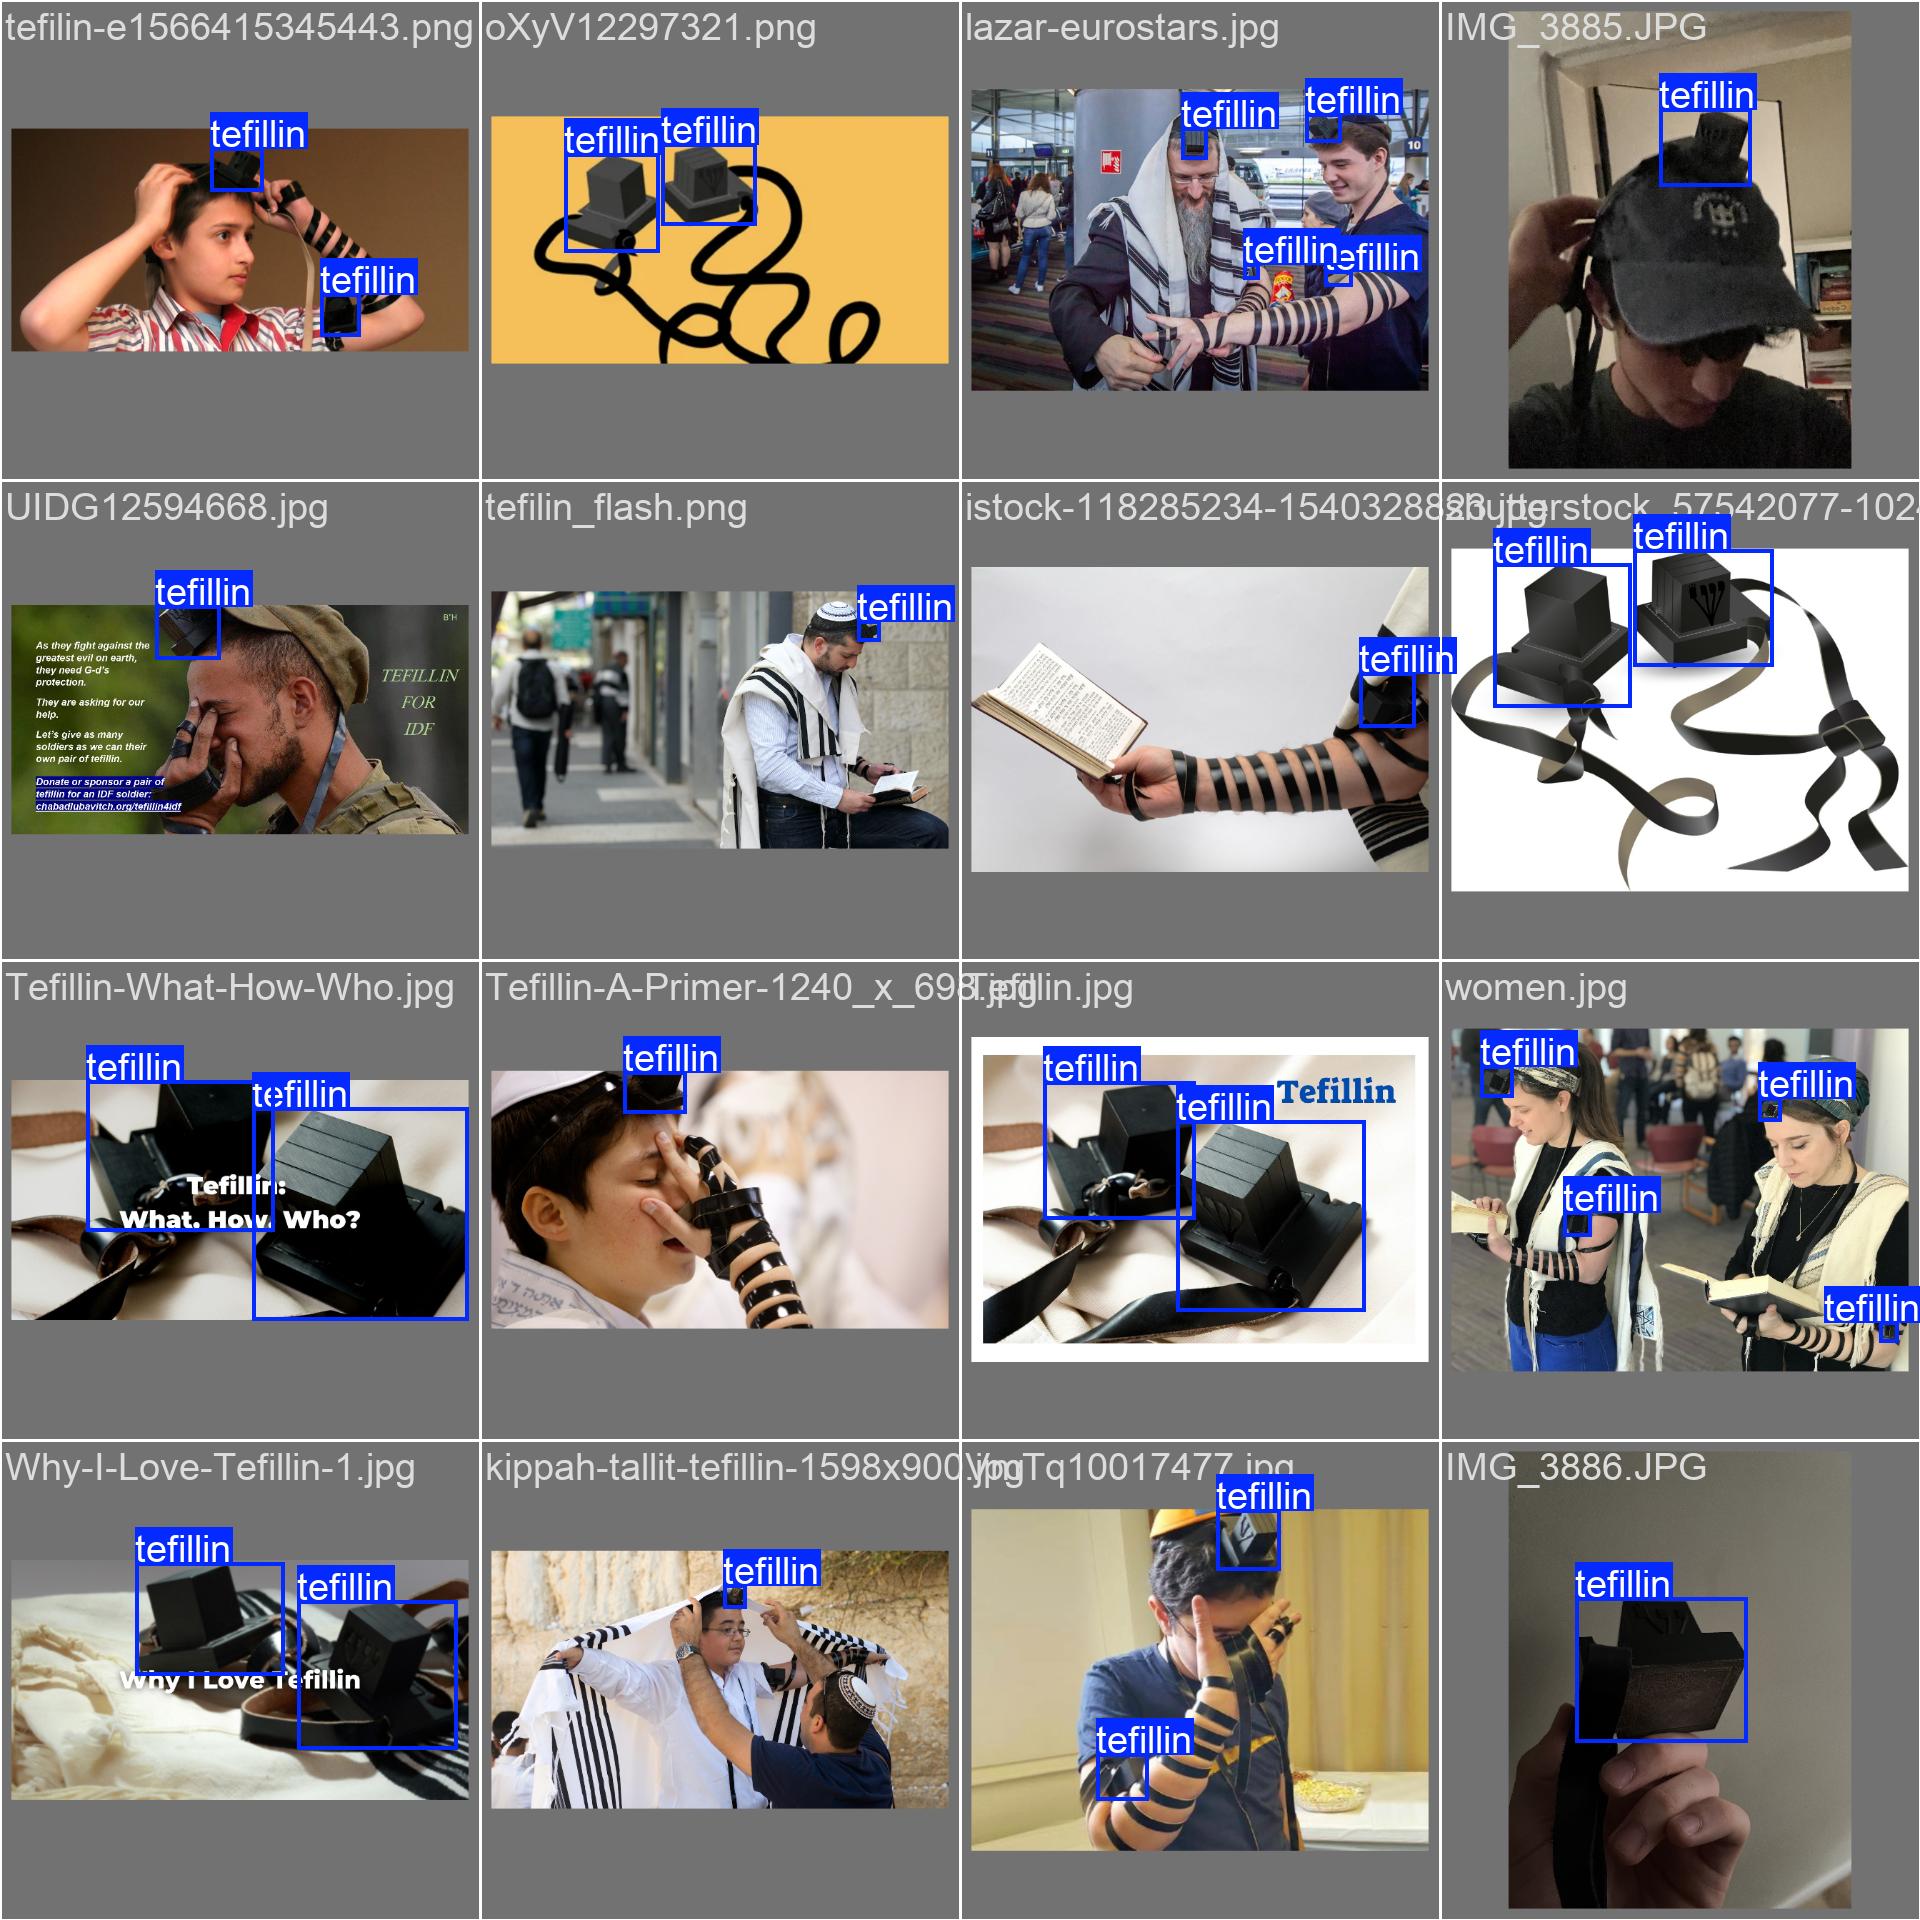 tefilin-e1566415345443.png
tefillin
tefillin
oXyV12297321.png
tefillin
tefillin
lazar-eurostars.jpg
tefillin
tefillin
tefillin
tefillin
10
IMG_3885.JPG
tefillin
UIDG12594668.jpg
tefillin
B"H
As they fight against the
greatest evil on earth,
they need G-d's
protection.
They are asking for our
help.
Let's give as many
soldiers as we can their
own pair of tefillin.
Donate or sponsor a pair of
tefillin for an IDF soldier:
chabadlubavitch.org/tefillin4idf
TEFILLIN
FOR
IDF
tefilin_flash.png
tefillin
istock-118285234-1540328823.jpg
tefillin
shutterstock_57542077-1024
tefillin
tefillin
Tefillin-What-How-Who.jpg
tefillin
tefillin
Tefillin:
What. How. Who?
Tefillin-A-Primer-1240_x_698.jpg
tefillin
Tefillin.jpg
tefillin
tefillin
Tefillin
women.jpg
tefillin
tefillin
tefillin
tefillin
Why-I-Love-Tefillin-1.jpg
tefillin
tefillin
Why I Love Tefillin
kippah-tallit-tefillin-1598x900.jpg
tefillin
YmTq10017477.jpg
tefillin
tefillin
IMG_3886.JPG
tefillin